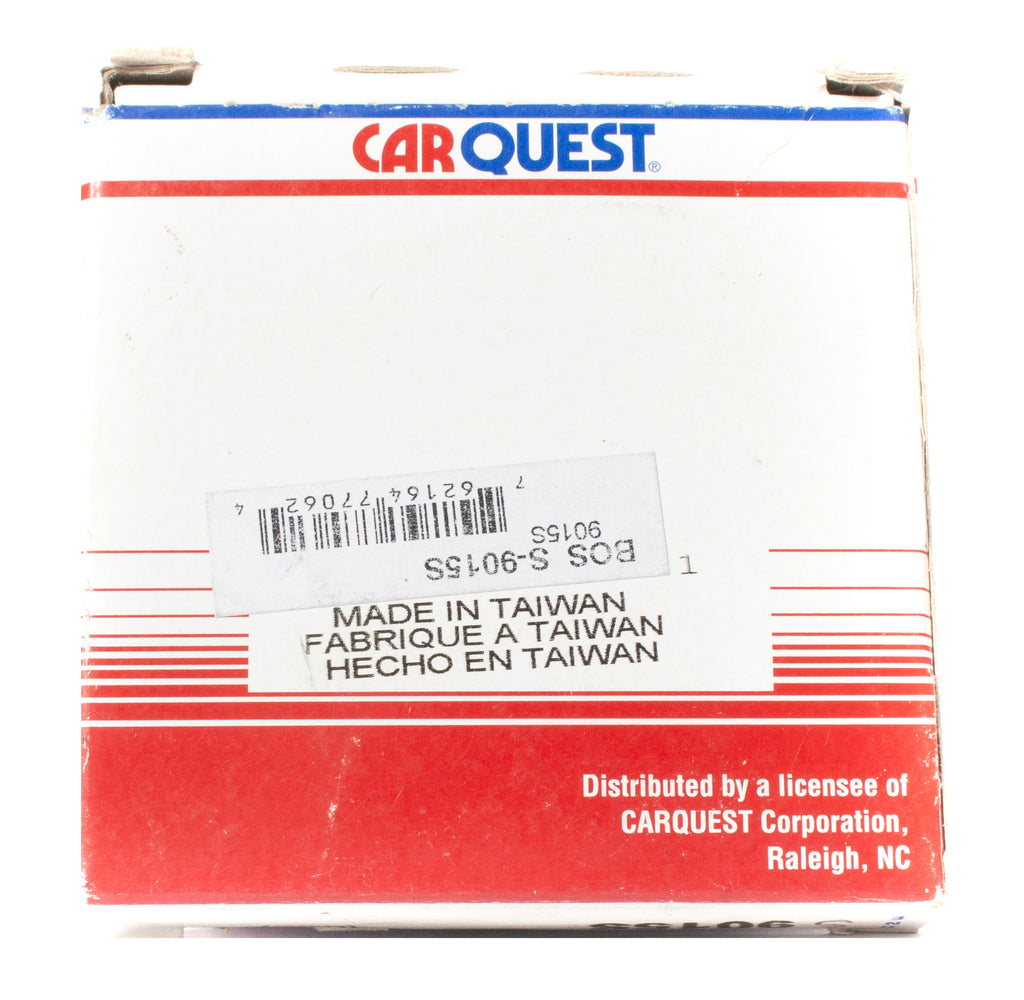 CARQUEST®
7 62164 77062 4
9015S
BOS S-9015S
1
MADE IN TAIWAN
FABRIQUE A TAIWAN
HECHO EN TAIWAN
Distributed by a licensee of
CARQUEST Corporation,
Raleigh, NC